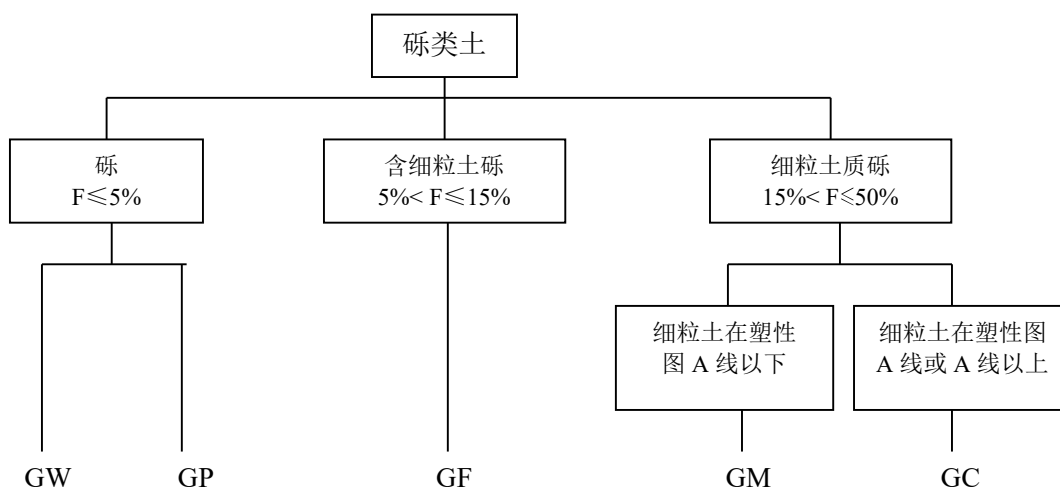 砾类土
砾
F≤5%
含细粒土砾
5%< F≤15%
细粒土质砾
15%< F≤50%
细粒土在塑性
图 A 线以下
细粒土在塑性图
A 线或 A 线以上
GW
GP
GF
GM
GC